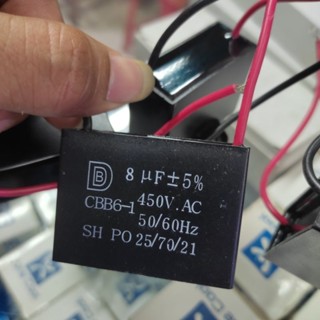 8 µF±5%
CBB6-1 450V.AC
50/60Hz
SH PO 25/70/21